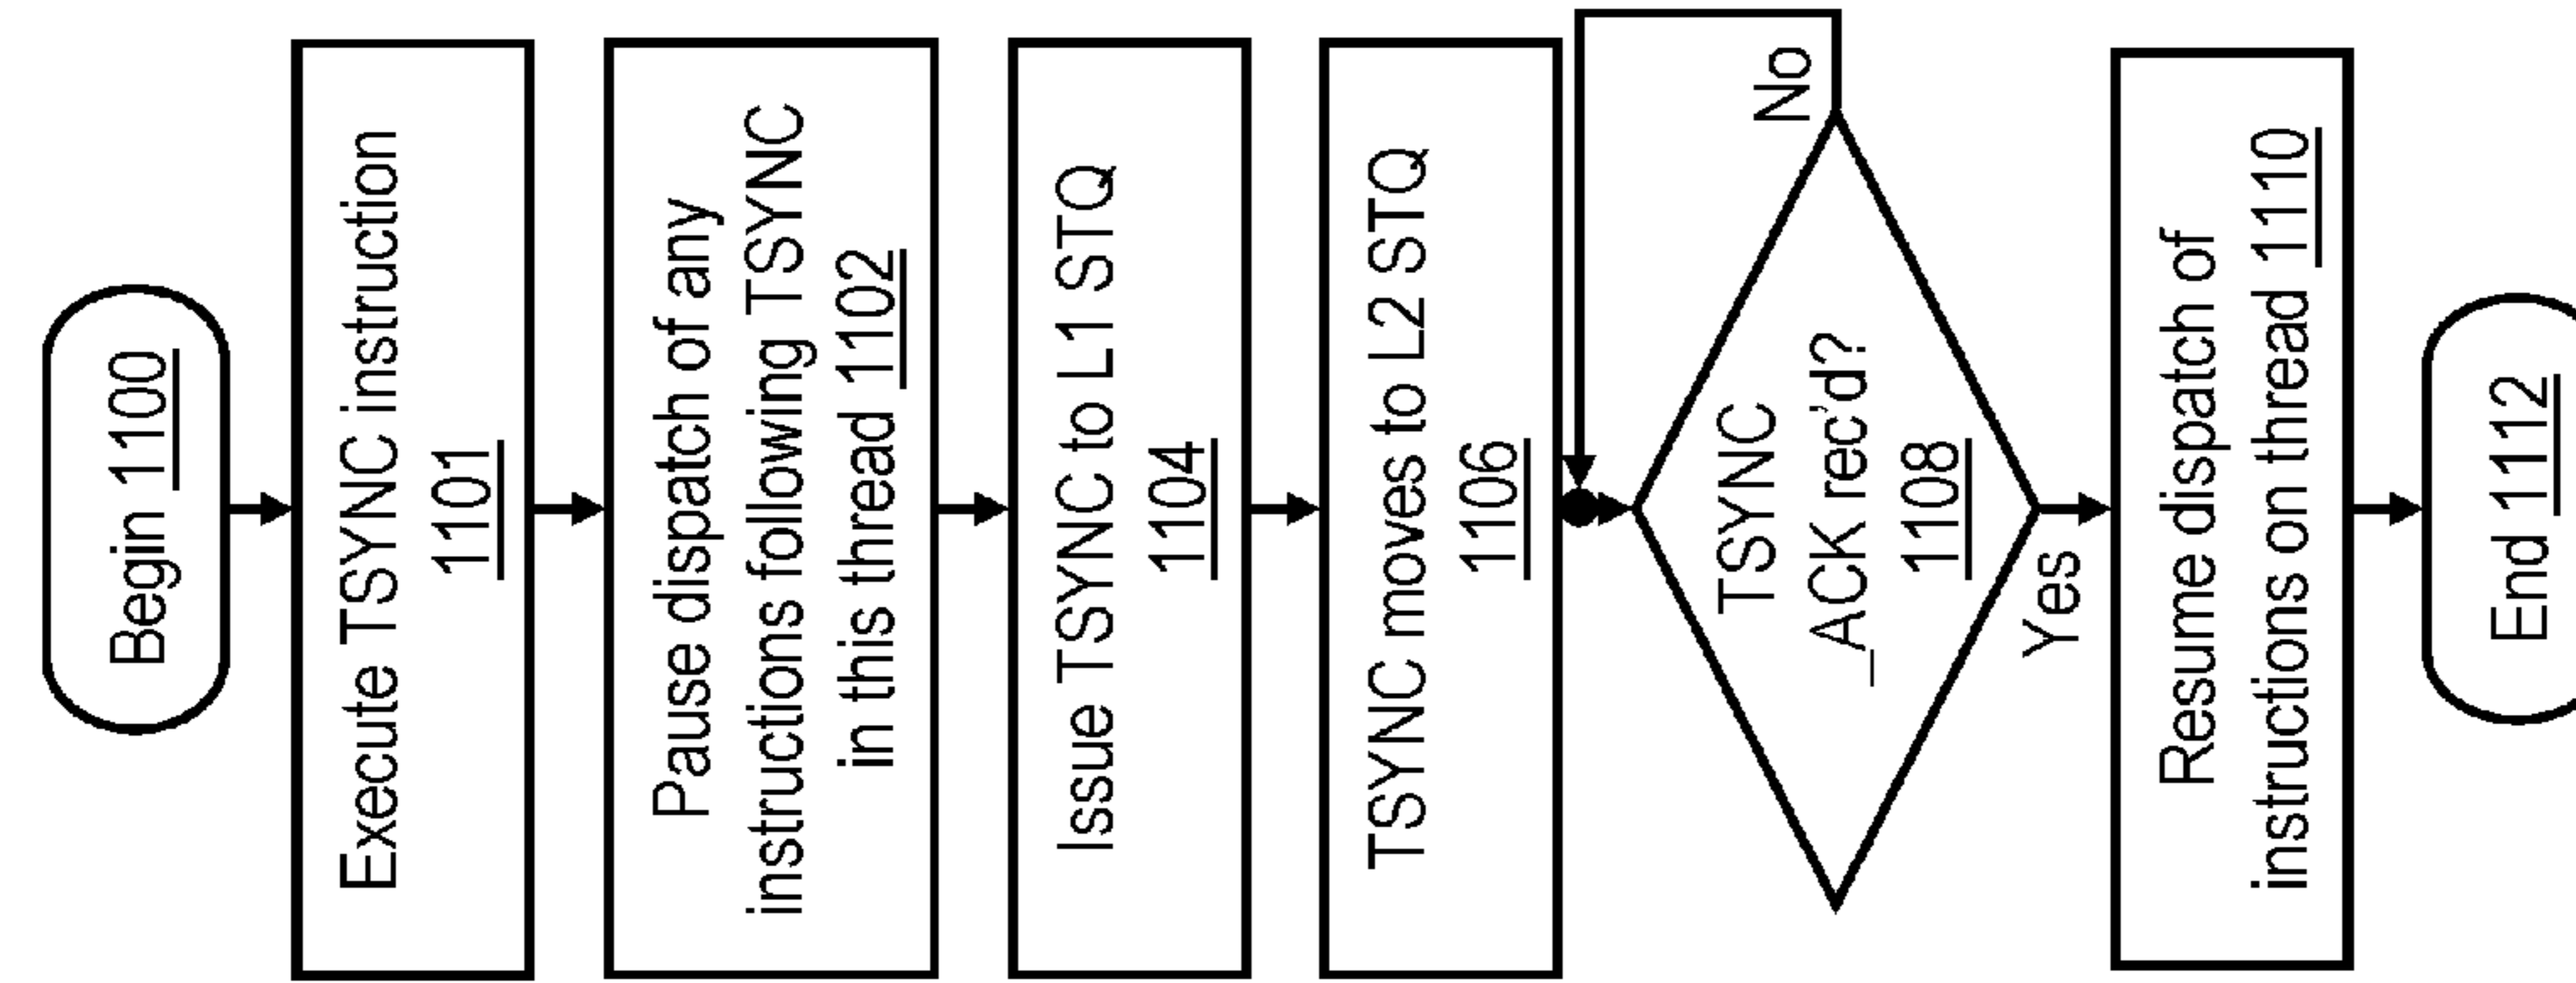 Begin 1100
Execute TSYNC instruction
1101
Pause dispatch of any
instructions following TSYNC
in this thread 1102
Issue TSYNC to L1 STQ
1104
TSYNC moves to L2 STQ
1106
TSYNC
_ACK rec'd?
1108
No
Yes
Resume dispatch of
instructions on thread 1110
End 1112